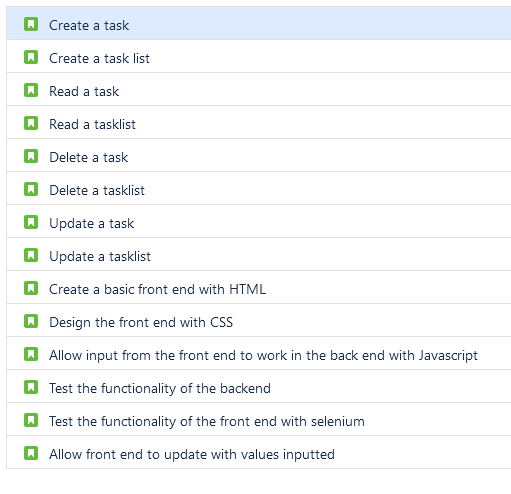 Create a task
Create a task list
Read a task
Read a tasklist
Delete a task
Delete a tasklist
Update a task
Update a tasklist
Create a basic front end with HTML
Design the front end with CSS
Allow input from the front end to work in the back end with Javascript
Test the functionality of the backend
Test the functionality of the front end with selenium
Allow front end to update with values inputted